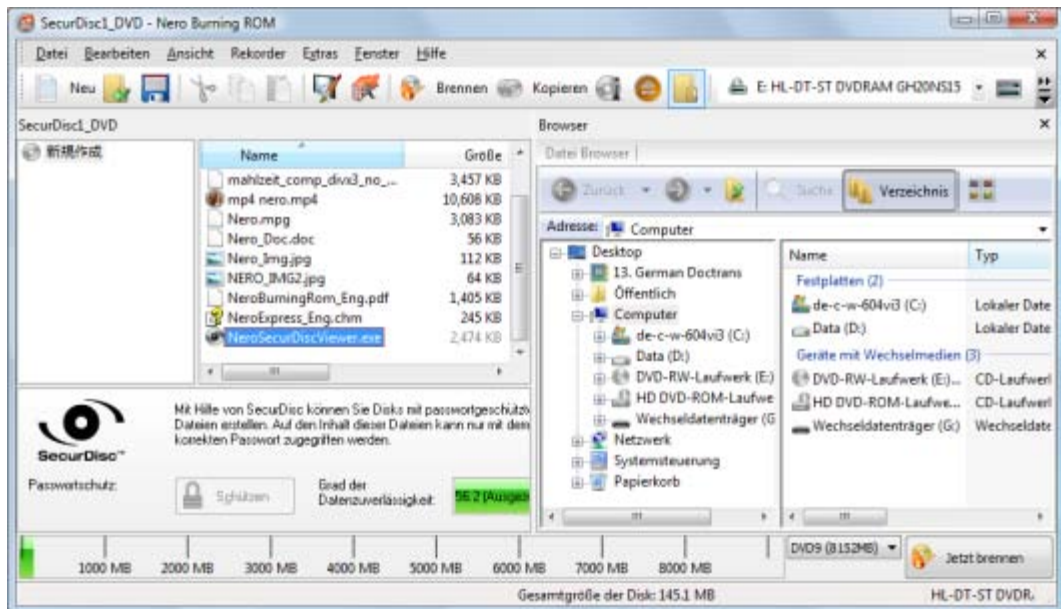 SecurDisc1_DVD - Nero Burning ROM
Datei Bearbeiten Ansicht Rekorder Extras Fenster Hilfe
Neu Brennen Kopieren E: HL-DT-ST DVDRAM GH20NS15
SecurDisc1_DVD
新規作成
Name Größe
mahlzeit_comp_divx3_no_... 3,457 KB
mp4 nero.mp4 10,608 KB
Nero.mpg 3,083 KB
Nero_Doc.doc 56 KB
Nero_Img.jpg 112 KB
NERO_IMG2.jpg 64 KB
NeroBurningRom_Eng.pdf 1,405 KB
NeroExpress_Eng.chm 245 KB
NeroSecurDiscViewer.exe 2,474 KB
Browser
Datei Browser
Zurück Suche Verzeichnis
Adresse: Computer
Desktop
13. German Doctrans
Öffentlich
Computer
de-c-w-604vi3 (C:)
Data (D:)
DVD-RW-Laufwerk (E:)
HD DVD-ROM-Laufwe
Wechseldatenträger (G
Netzwerk
Systemsteuerung
Papierkorb
Name Typ
Festplatten (2)
de-c-w-604vi3 (C:) Lokaler Date
Data (D:) Lokaler Date
Geräte mit Wechselmedien (3)
DVD-RW-Laufwerk (E:)... CD-Laufwerl
HD DVD-ROM-Laufwe... CD-Laufwerl
Wechseldatenträger (G:) Wechseldate
SecurDisc™
Mit Hilfe von SecurDisc können Sie Disks mit passwortgeschützt
Dateien erstellen. Auf den Inhalt dieser Dateien kann nur mit dem
korrekten Passwort zugegriffen werden.
Passwortschutz:
Schützen
Grad der
Datenzuverlässigkeit:
56.2 (Ausgez
1000 MB 2000 MB 3000 MB 4000 MB 5000 MB 6000 MB 7000 MB 8000 MB
DVD9 (8152MB)
Jetzt brennen
Gesamtgröße der Disk: 145.1 MB
HL-DT-ST DVDR